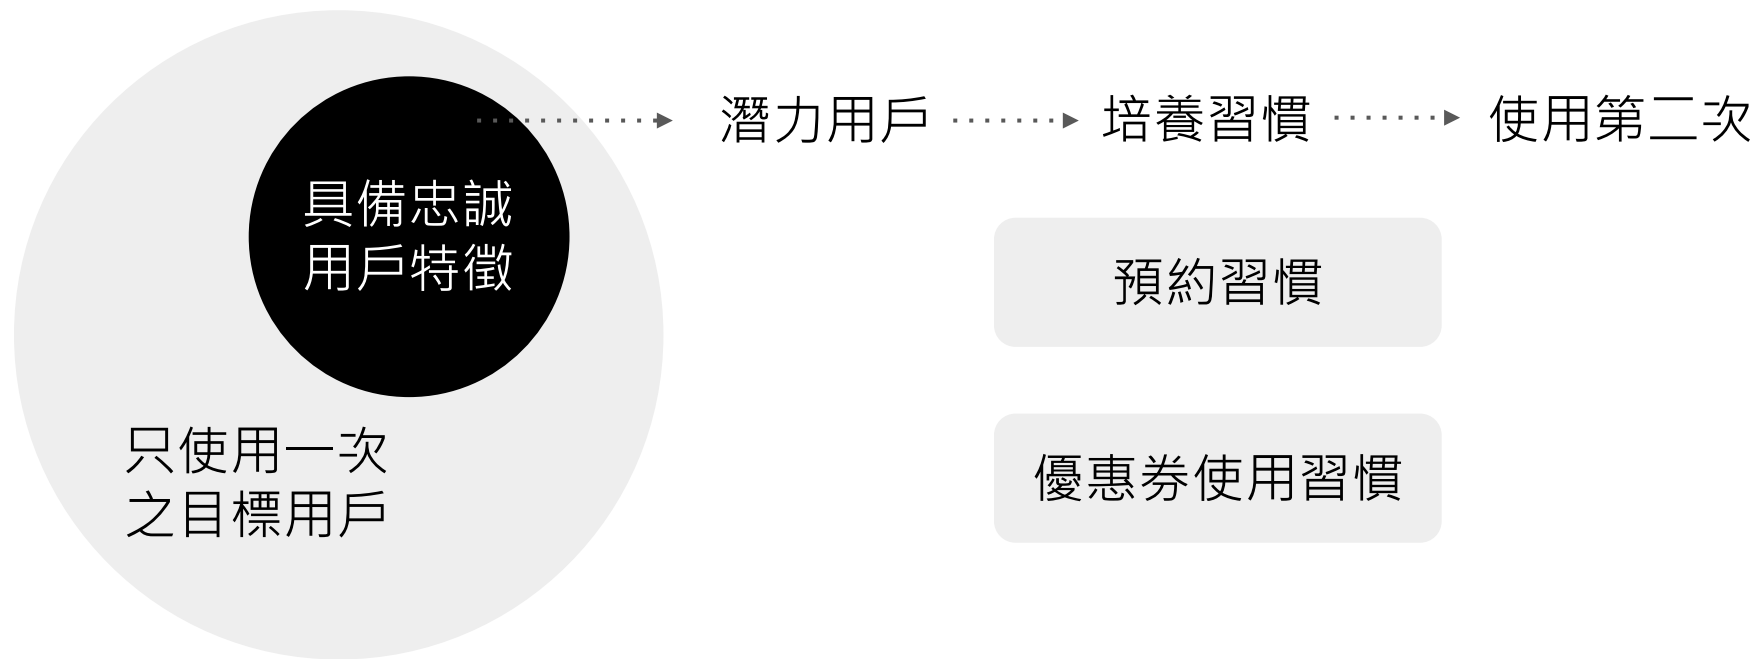 具備忠誠
用戶特徵
只使用一次
之目標用戶
潛力用戶
培養習慣
使用第二次
預約習慣
優惠券使用習慣